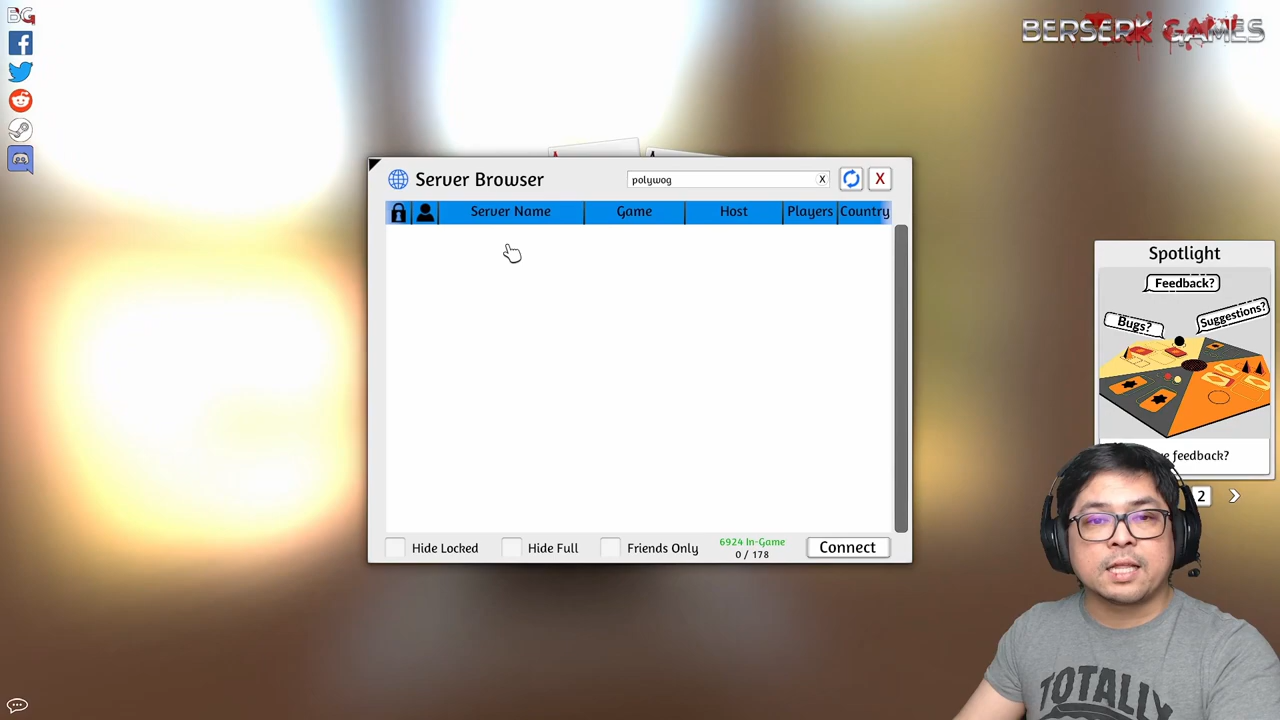 BG
BERSERK GAMES
Server Browser
polywog
X
X
Server Name
Game
Host
Players
Country
Spotlight
Feedback?
Bugs?
Suggestions?
feedback?
2
Hide Locked
Hide Full
Friends Only
6924 In-Game
0 / 178
Connect
TOTALLY